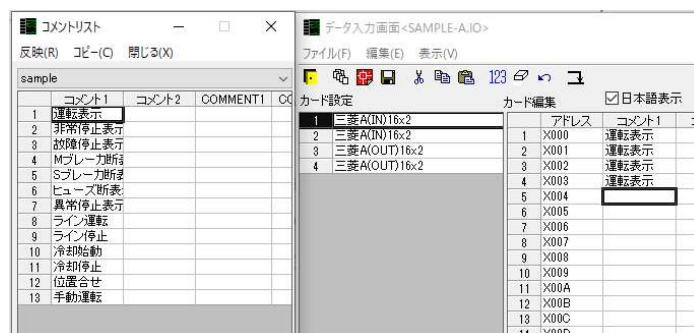 コメントリスト
反映(R) コピー(C) 閉じる(X)
sample
コメント1 コメント2 COMMENT1 CC
1 運転表示
2 非常停止表示
3 故障停止表示
4 Mブレーカ断表
5 Sブレーカ断表
6 ヒューズ断表
7 異常停止表示
8 ライン運転
9 ライン停止
10 冷却始動
11 冷却停止
12 位置合せ
13 手動運転
データ入力画面<SAMPLE-A.IO>
ファイル(F) 編集(E) 表示(V)
123
カード設定
1 三菱A(IN)16x2
2 三菱A(IN)16x2
3 三菱A(OUT)16x2
4 三菱A(OUT)16x2
カード編集 日本語表示
アドレス コメント1
1 X000 運転表示
2 X001 運転表示
3 X002 運転表示
4 X003 運転表示
5 X004
6 X005
7 X006
8 X007
9 X008
10 X009
11 X00A
12 X00B
13 X00C
14 X00D